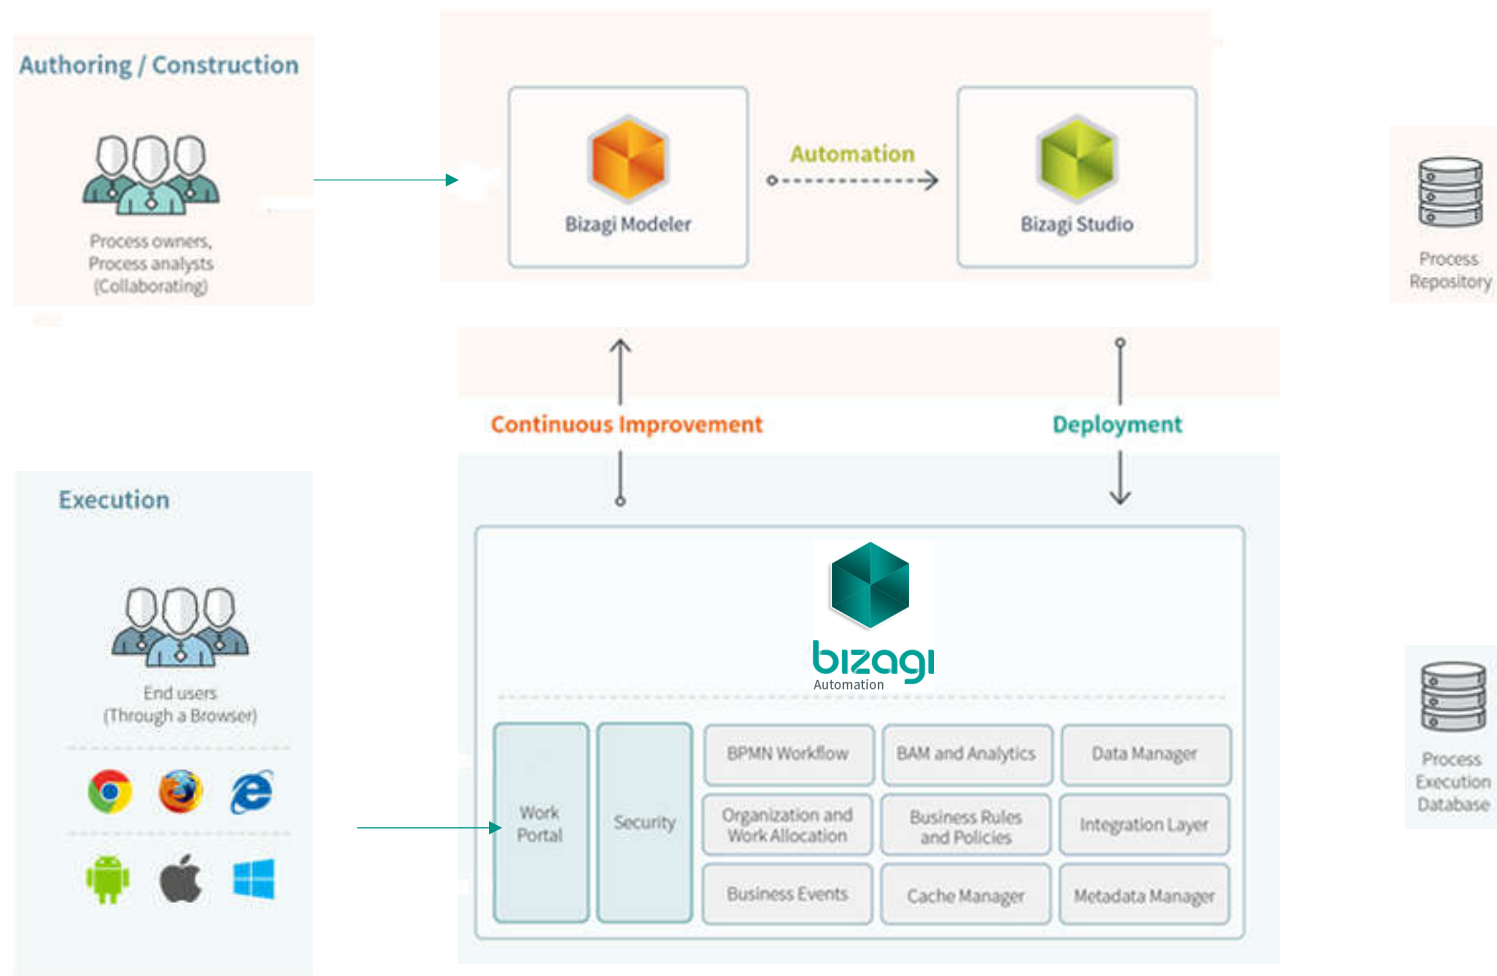 Authoring / Construction
Process owners,
Process analysts
(Collaborating)
Bizagi Modeler
Automation
Bizagi Studio
Process
Repository
Continuous Improvement
Deployment
Execution
End users
(Through a Browser)
bizagi
Automation
Work
Portal
Security
BPMN Workflow
BAM and Analytics
Data Manager
Organization and
Work Allocation
Business Rules
and Policies
Integration Layer
Business Events
Cache Manager
Metadata Manager
Process
Execution
Database